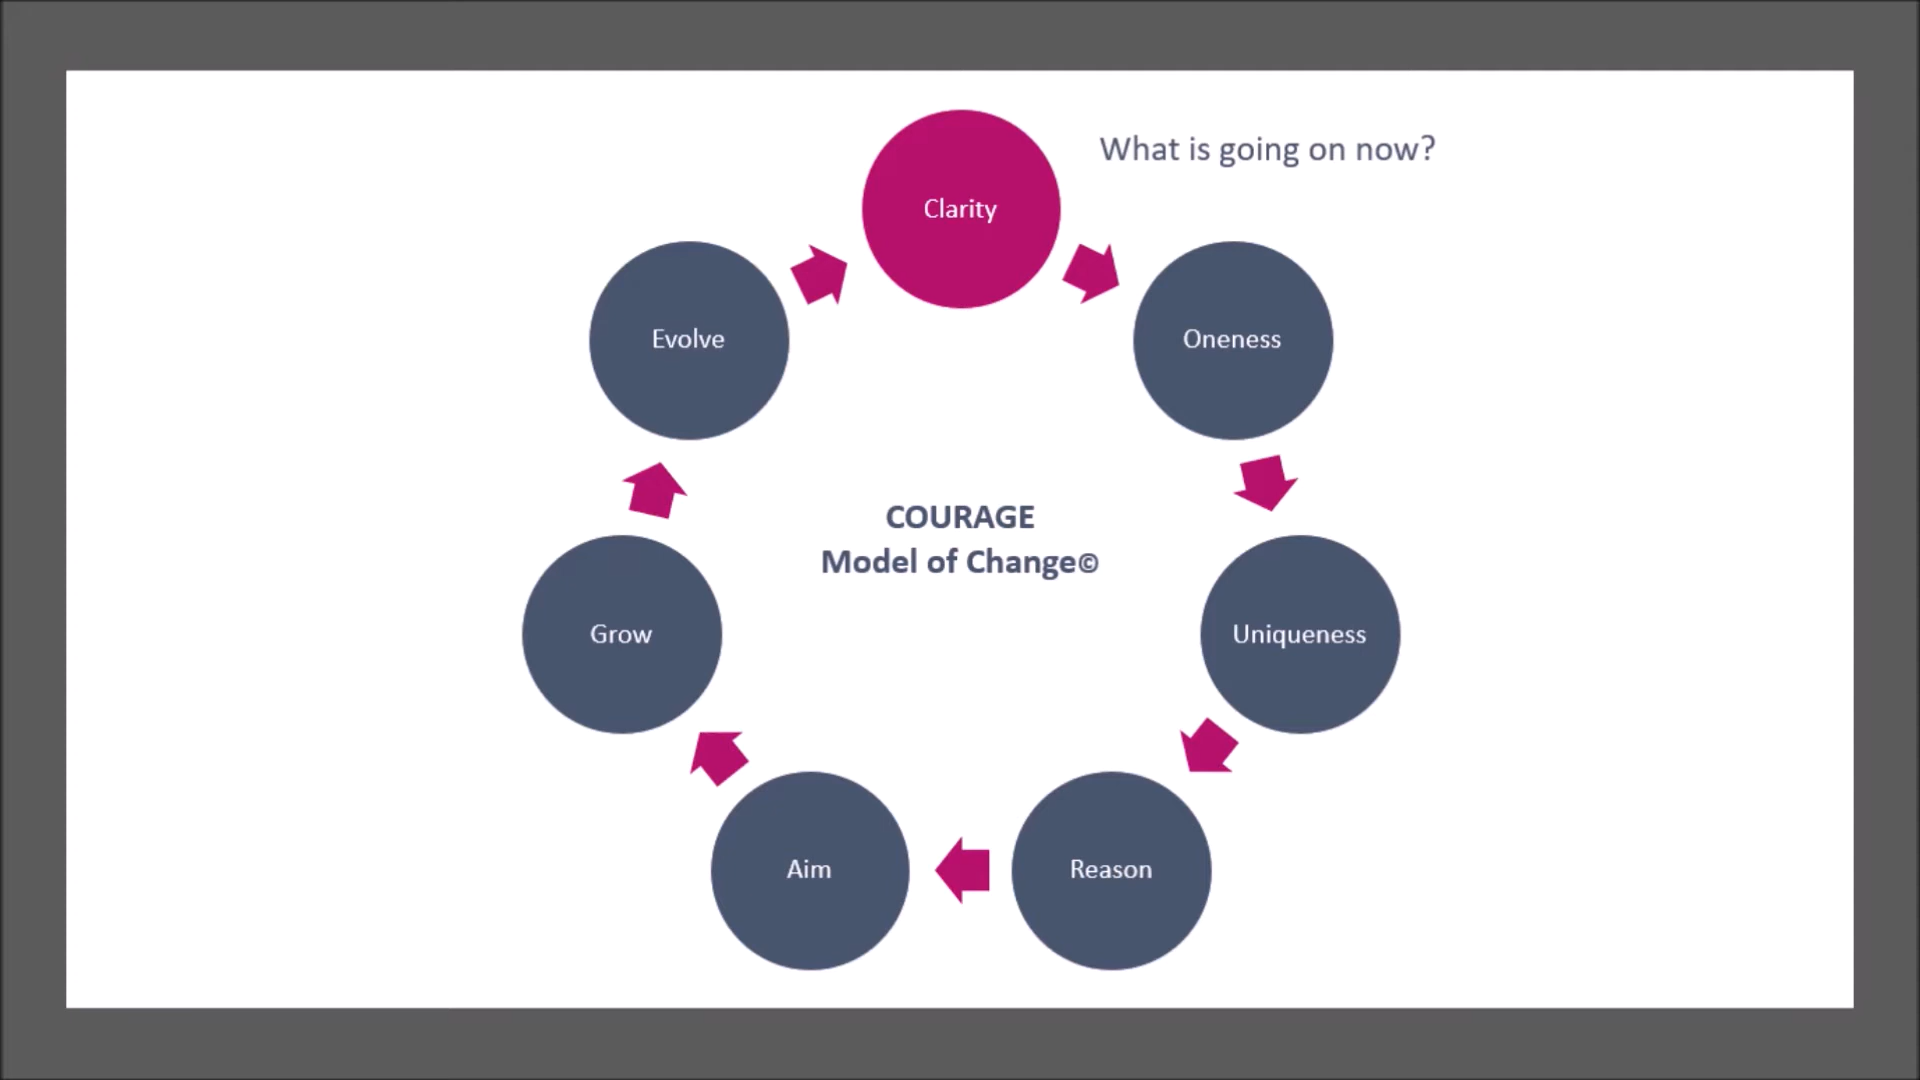 What is going on now?
Clarity
Oneness
Uniqueness
Reason
Aim
Grow
Evolve
COURAGE
Model of Change©